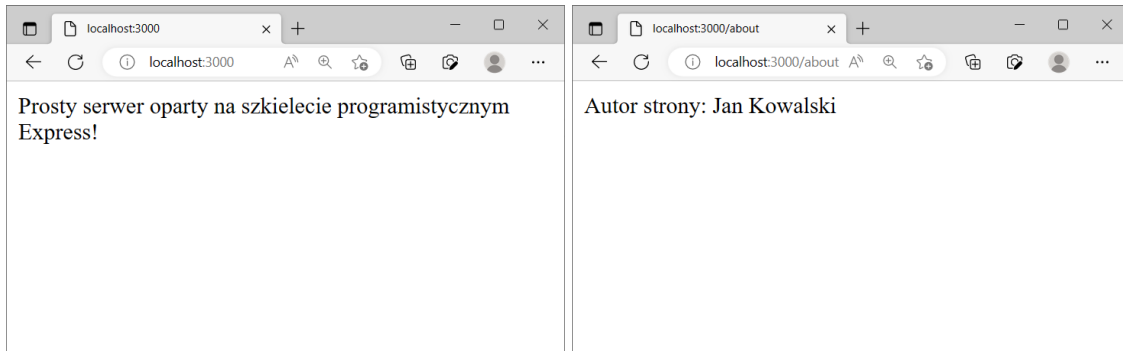 localhost:3000
localhost:3000
Prosty serwer oparty na szkielecie programistycznym
Express!
localhost:3000/about
localhost:3000/about
Autor strony: Jan Kowalski